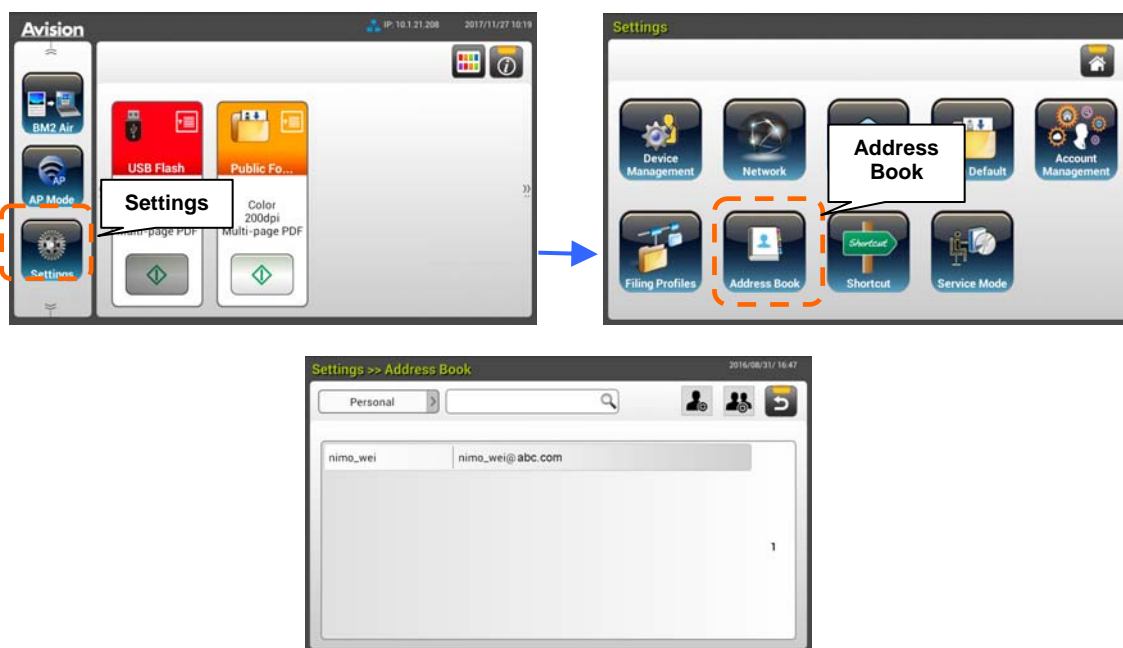 Avision
IP: 10.1.21.208 2017/11/27 10:19
BM2 Air
AP
AP Mode
Settings
USB Flash
Public Fo...
Settings
Color
200dpi
Multi-page PDF
Multi-page PDF
Settings
Device
Management
Network
Address
Book
Default
Account
Management
Filing Profiles
Address Book
Shortcut
Shortcut
Service Mode
Settings >> Address Book 2016/08/31/ 16:47
Personal
nimo_wei nimo_wei@abc.com
1